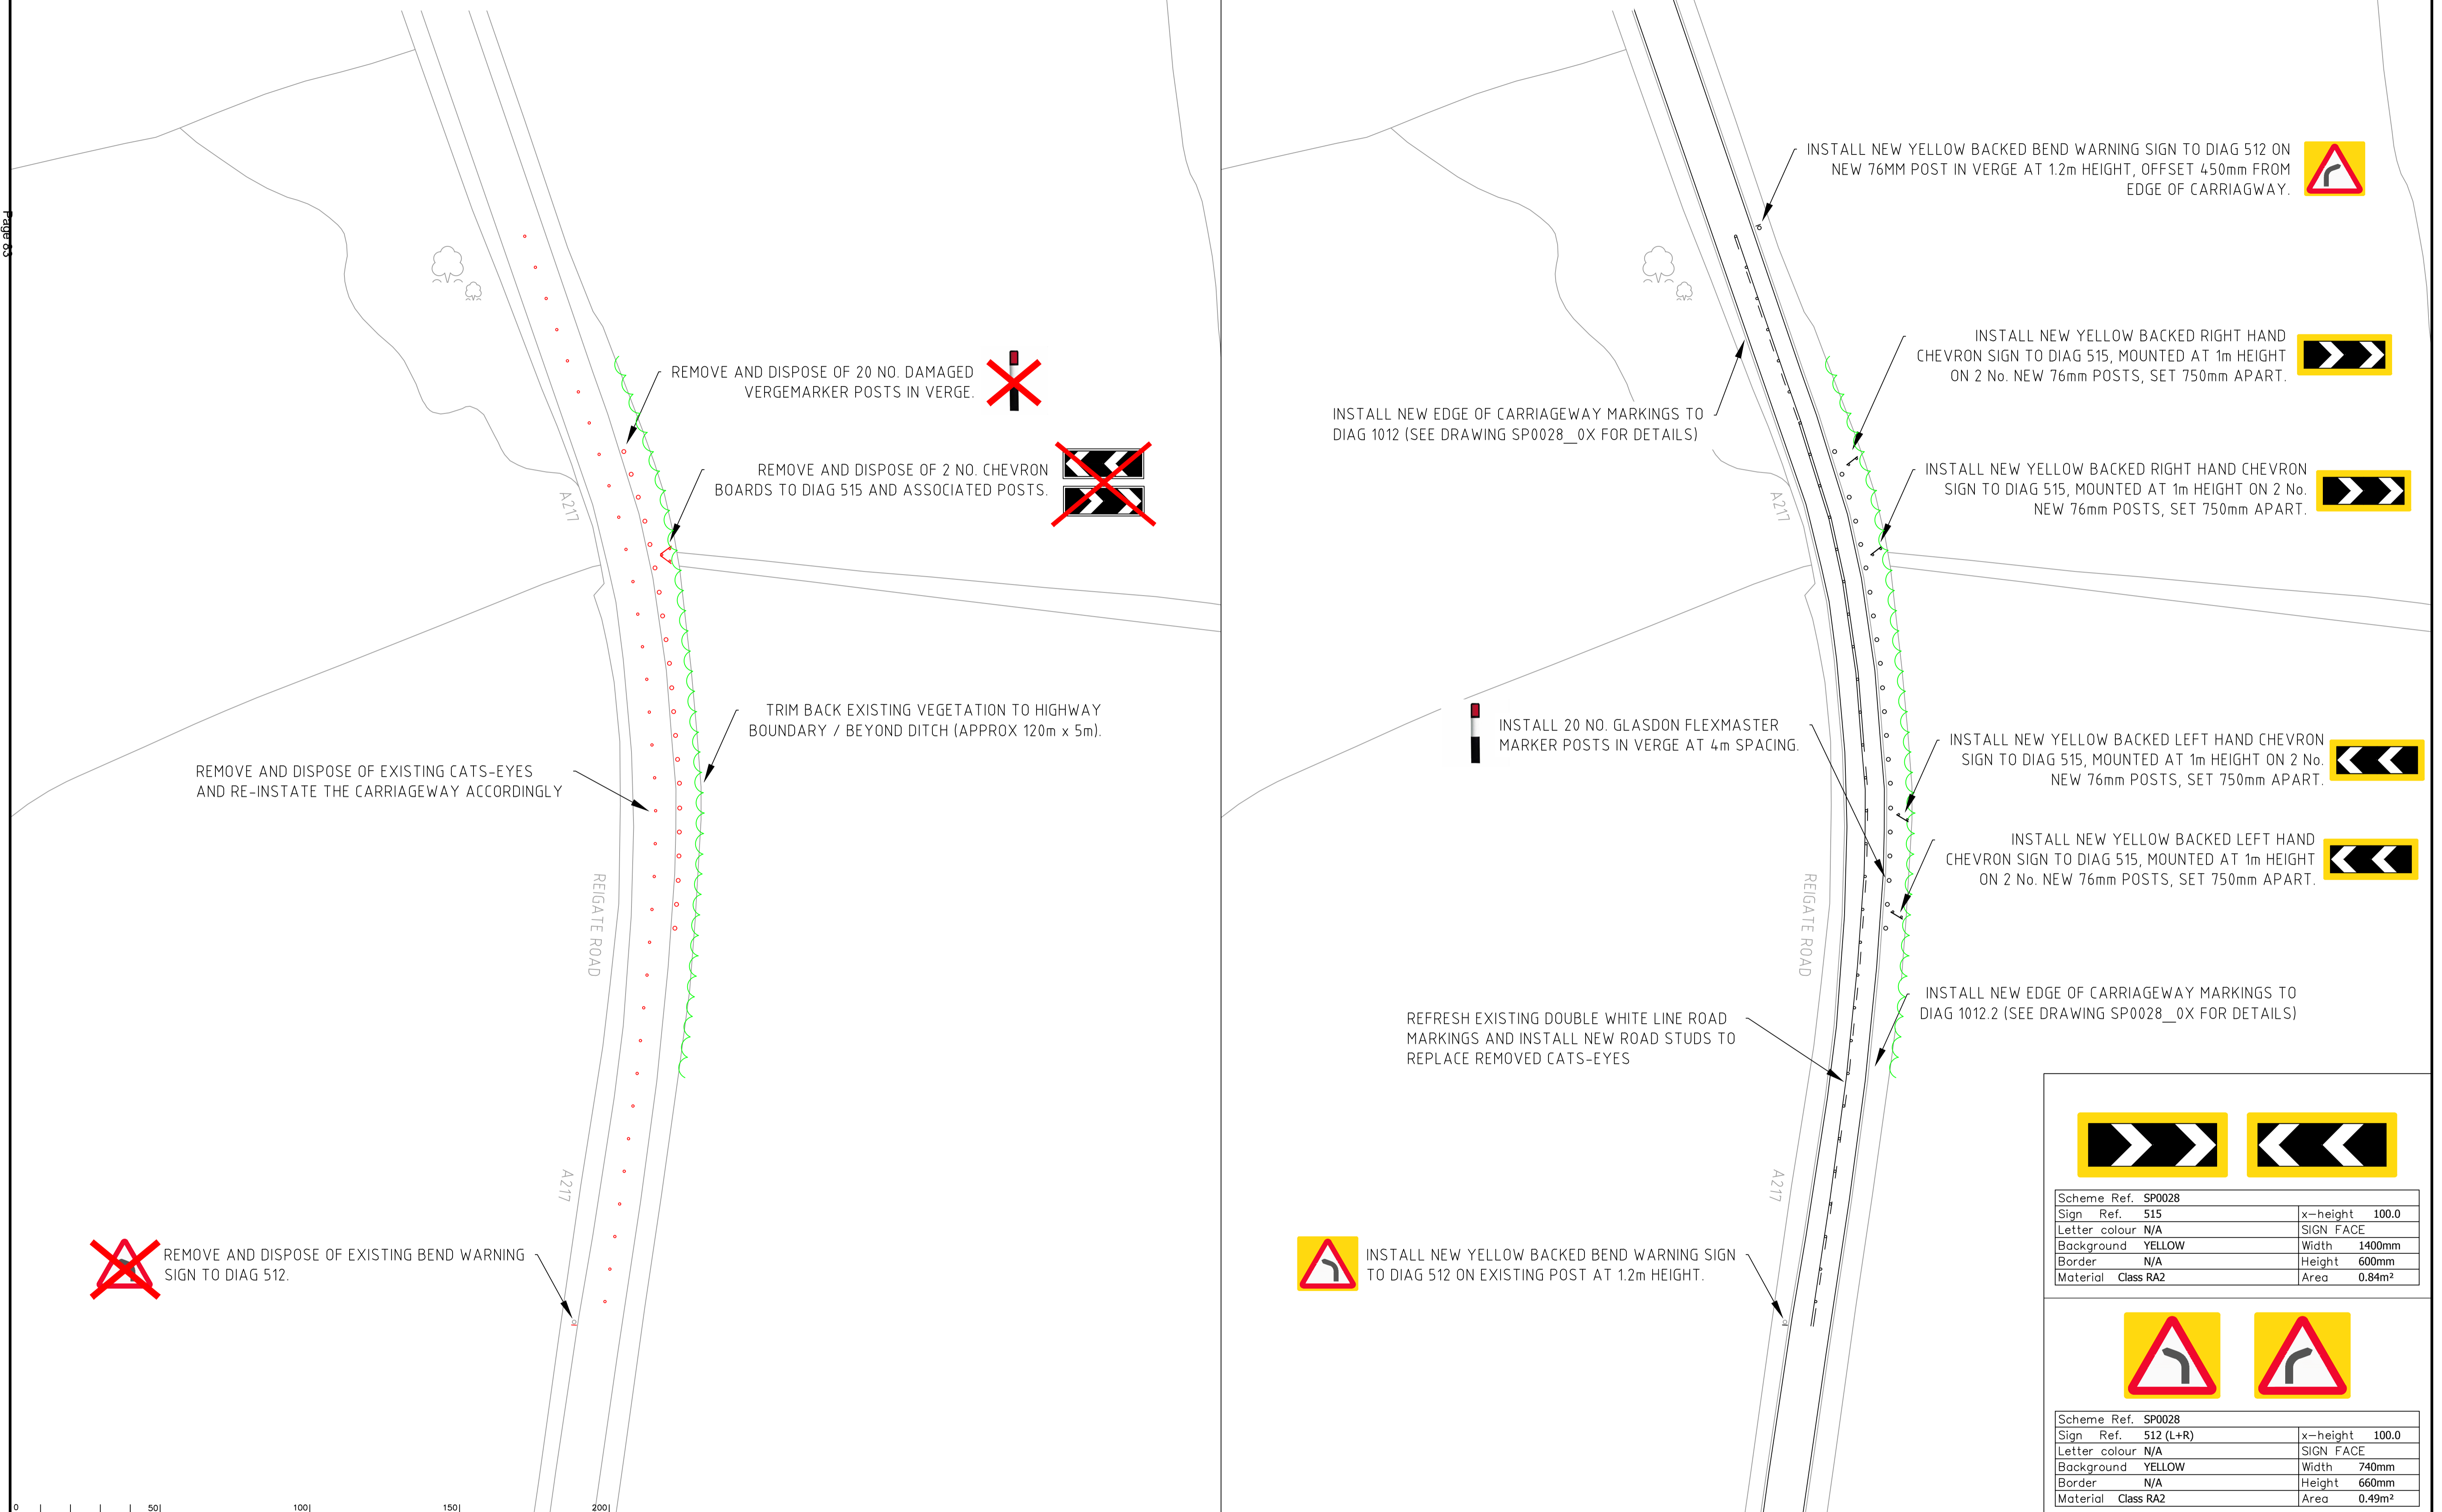 Page 83
REMOVE AND DISPOSE OF 20 NO. DAMAGED
VERGEMARKER POSTS IN VERGE.
REMOVE AND DISPOSE OF 2 NO. CHEVRON
BOARDS TO DIAG 515 AND ASSOCIATED POSTS.
A217
TRIM BACK EXISTING VEGETATION TO HIGHWAY
BOUNDARY / BEYOND DITCH (APPROX 120m x 5m).
REMOVE AND DISPOSE OF EXISTING CATS-EYES
AND RE-INSTATE THE CARRIAGEWAY ACCORDINGLY
REIGATE ROAD
A217
REMOVE AND DISPOSE OF EXISTING BEND WARNING
SIGN TO DIAG 512.
0 50 100 150 200
INSTALL NEW YELLOW BACKED BEND WARNING SIGN TO DIAG 512 ON
NEW 76MM POST IN VERGE AT 1.2m HEIGHT, OFFSET 450mm FROM
EDGE OF CARRIAGWAY.
INSTALL NEW YELLOW BACKED RIGHT HAND
CHEVRON SIGN TO DIAG 515, MOUNTED AT 1m HEIGHT
ON 2 No. NEW 76mm POSTS, SET 750mm APART.
INSTALL NEW EDGE OF CARRIAGEWAY MARKINGS TO
DIAG 1012 (SEE DRAWING SP0028__0X FOR DETAILS)
INSTALL NEW YELLOW BACKED RIGHT HAND CHEVRON
SIGN TO DIAG 515, MOUNTED AT 1m HEIGHT ON 2 No.
NEW 76mm POSTS, SET 750mm APART.
A217
INSTALL 20 NO. GLASDON FLEXMASTER
MARKER POSTS IN VERGE AT 4m SPACING.
INSTALL NEW YELLOW BACKED LEFT HAND CHEVRON
SIGN TO DIAG 515, MOUNTED AT 1m HEIGHT ON 2 No.
NEW 76mm POSTS, SET 750mm APART.
INSTALL NEW YELLOW BACKED LEFT HAND
CHEVRON SIGN TO DIAG 515, MOUNTED AT 1m HEIGHT
ON 2 No. NEW 76mm POSTS, SET 750mm APART.
REIGATE ROAD
INSTALL NEW EDGE OF CARRIAGEWAY MARKINGS TO
DIAG 1012.2 (SEE DRAWING SP0028__0X FOR DETAILS)
REFRESH EXISTING DOUBLE WHITE LINE ROAD
MARKINGS AND INSTALL NEW ROAD STUDS TO
REPLACE REMOVED CATS-EYES
A217
INSTALL NEW YELLOW BACKED BEND WARNING SIGN
TO DIAG 512 ON EXISTING POST AT 1.2m HEIGHT.
Scheme Ref. SP0028
Sign Ref. 515 x-height 100.0
Letter colour N/A SIGN FACE
Background YELLOW Width 1400mm
Border N/A Height 600mm
Material Class RA2 Area 0.84m²
Scheme Ref. SP0028
Sign Ref. 512 (L+R) x-height 100.0
Letter colour N/A SIGN FACE
Background YELLOW Width 740mm
Border N/A Height 660mm
Material Class RA2 Area 0.49m²